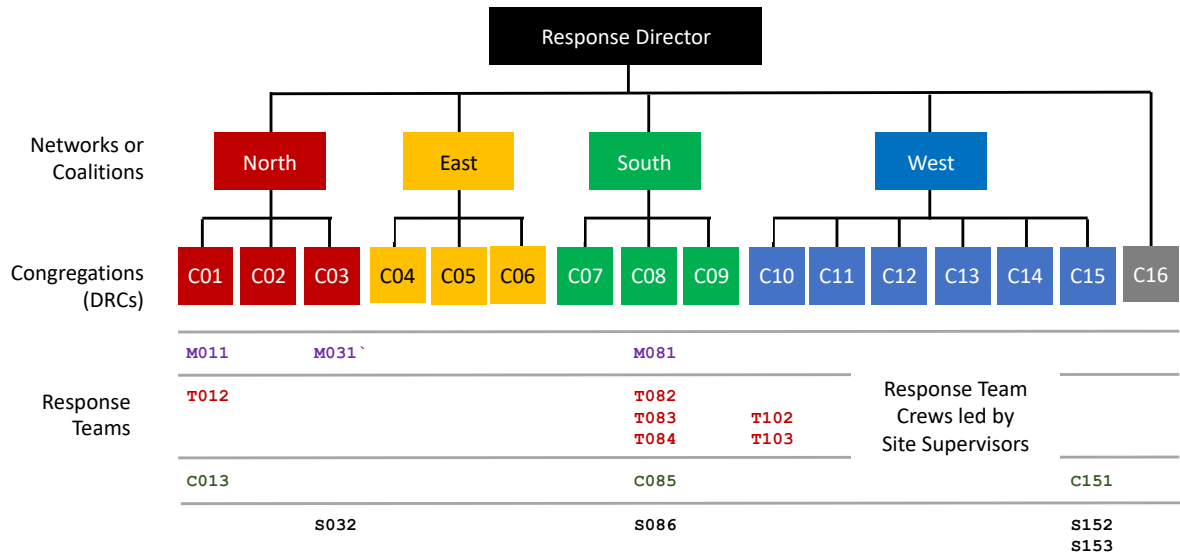 Response Director
Networks or
Coalitions
North East South West
Congregations
(DRCs)
C01 C02 C03 C04 C05 C06 C07 C08 C09 C10 C11 C12 C13 C14 C15 C16
M011 M031` M081
Response
Teams
T012 T082
T083 T102
T084 T103
Response Team
Crews led by
Site Supervisors
C013 C085 C151
S032 S086 S152
S153